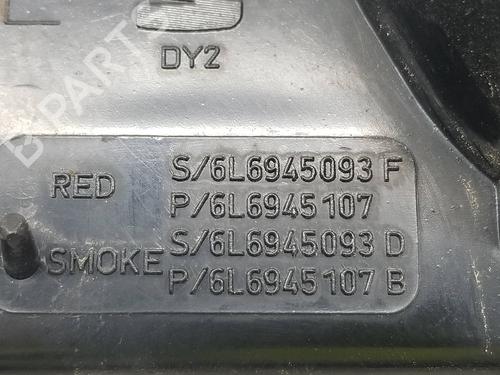 B PARTS
DY2
RED S/6L6945093 F
P/6L6945107
S/6L6945093 D
SMOKE P/6L6945107 B